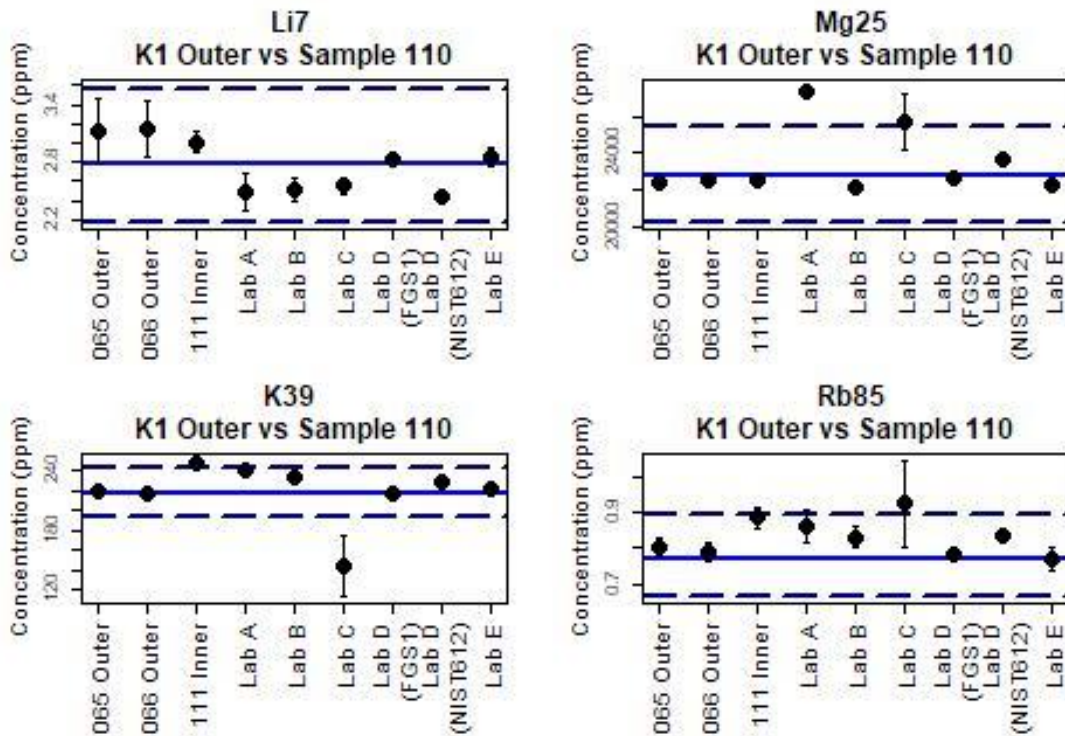 Li7
K1 Outer vs Sample 110
Concentration (ppm)
3.4
2.8
2.2
065 Outer
066 Outer
111 Inner
Lab A
Lab B
Lab C
Lab D
(FGS1)
Lab D
(NIST612)
Lab E
Mg25
K1 Outer vs Sample 110
Concentration (ppm)
24000
20000
065 Outer
066 Outer
111 Inner
Lab A
Lab B
Lab C
Lab D
(FGS1)
Lab D
(NIST612)
Lab E
K39
K1 Outer vs Sample 110
Concentration (ppm)
240
180
120
065 Outer
066 Outer
111 Inner
Lab A
Lab B
Lab C
Lab D
(FGS1)
Lab D
(NIST612)
Lab E
Rb85
K1 Outer vs Sample 110
Concentration (ppm)
0.9
0.7
065 Outer
066 Outer
111 Inner
Lab A
Lab B
Lab C
Lab D
(FGS1)
Lab D
(NIST612)
Lab E